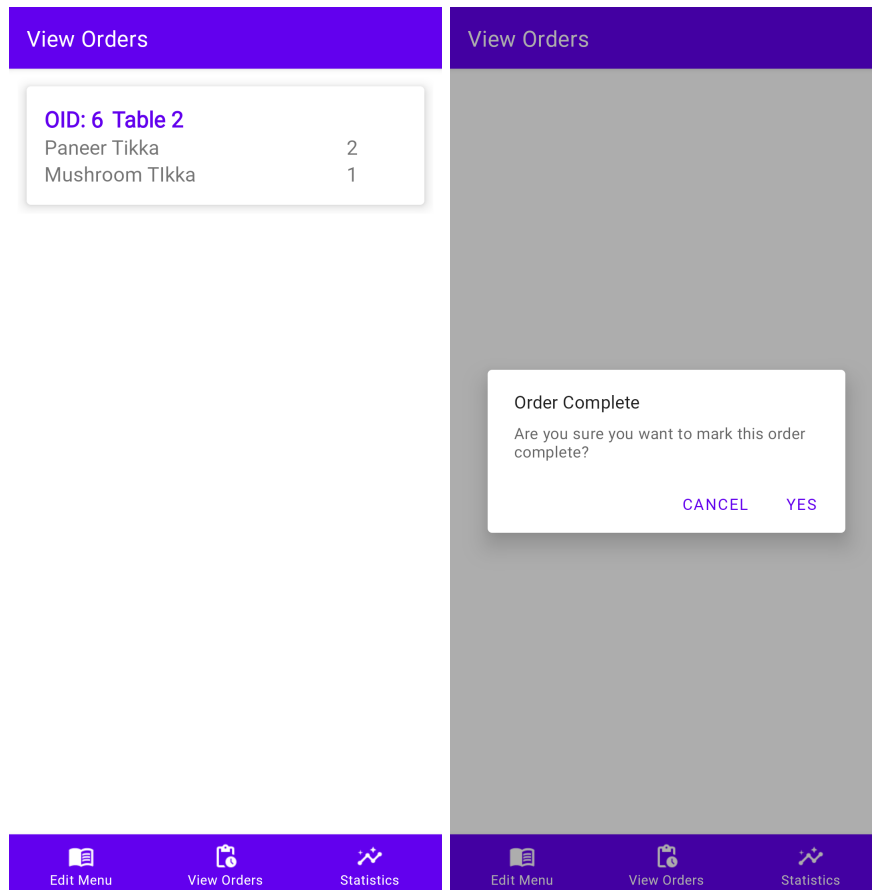 View Orders
OID: 6 Table 2
Paneer Tikka 2
Mushroom TIkka 1
Edit Menu View Orders Statistics
View Orders
Order Complete
Are you sure you want to mark this order
complete?
CANCEL YES
Edit Menu View Orders Statistics